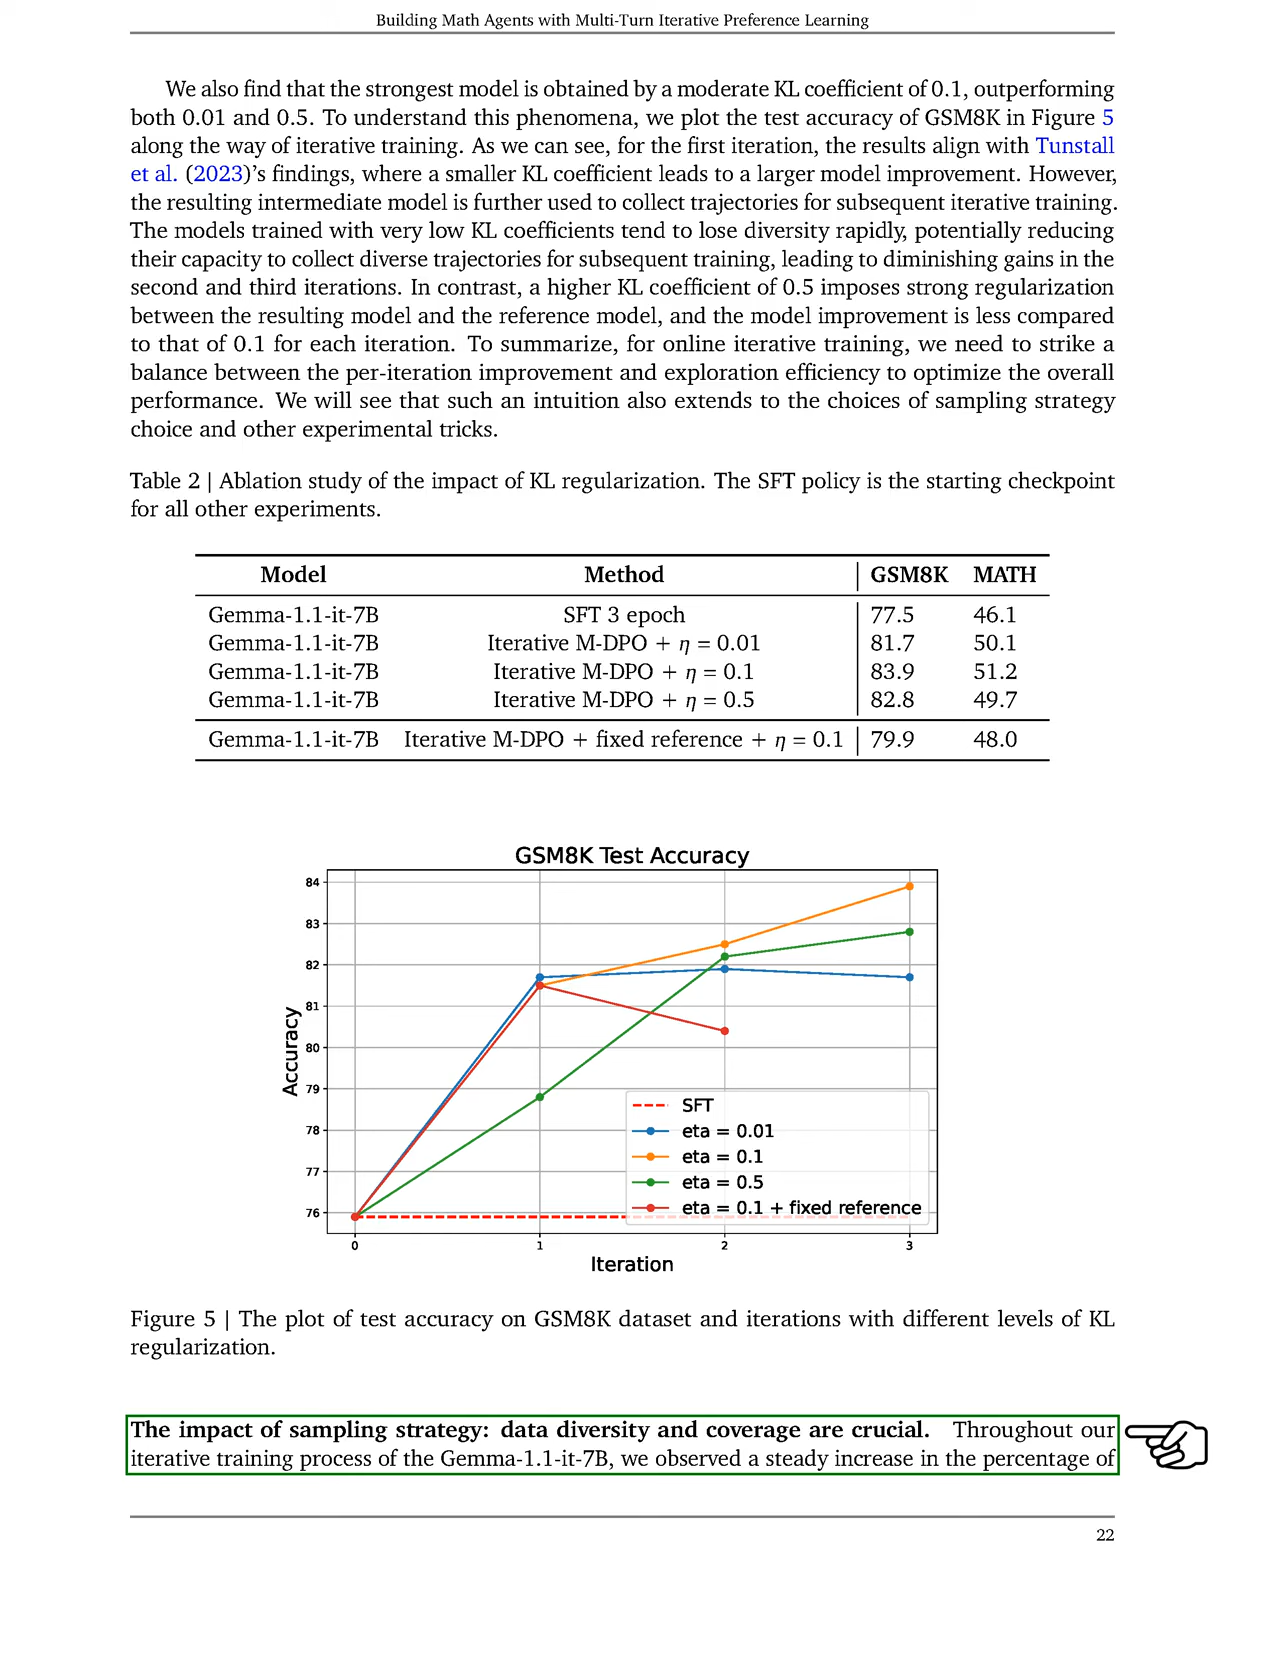 Building Math Agents with Multi-Turn Iterative Preference Learning
We also find that the strongest model is obtained by a moderate KL coefficient of 0.1, outperforming
both 0.01 and 0.5. To understand this phenomena, we plot the test accuracy of GSM8K in Figure 5
along the way of iterative training. As we can see, for the first iteration, the results align with Tunstall
et al. (2023)’s findings, where a smaller KL coefficient leads to a larger model improvement. However,
the resulting intermediate model is further used to collect trajectories for subsequent iterative training.
The models trained with very low KL coefficients tend to lose diversity rapidly, potentially reducing
their capacity to collect diverse trajectories for subsequent training, leading to diminishing gains in the
second and third iterations. In contrast, a higher KL coefficient of 0.5 imposes strong regularization
between the resulting model and the reference model, and the model improvement is less compared
to that of 0.1 for each iteration. To summarize, for online iterative training, we need to strike a
balance between the per-iteration improvement and exploration efficiency to optimize the overall
performance. We will see that such an intuition also extends to the choices of sampling strategy
choice and other experimental tricks.
Table 2 | Ablation study of the impact of KL regularization. The SFT policy is the starting checkpoint
for all other experiments.
Model Method GSM8K MATH
Gemma-1.1-it-7B SFT 3 epoch 77.5 46.1
Gemma-1.1-it-7B Iterative M-DPO + η = 0.01 81.7 50.1
Gemma-1.1-it-7B Iterative M-DPO + η = 0.1 83.9 51.2
Gemma-1.1-it-7B Iterative M-DPO + η = 0.5 82.8 49.7
Gemma-1.1-it-7B Iterative M-DPO + fixed reference + η = 0.1 79.9 48.0
GSM8K Test Accuracy
84
83
82
81
80
79
78
77
76
Accuracy
SFT
eta = 0.01
eta = 0.1
eta = 0.5
eta = 0.1 + fixed reference
0 1 2 3
Iteration
Figure 5 | The plot of test accuracy on GSM8K dataset and iterations with different levels of KL
regularization.
The impact of sampling strategy: data diversity and coverage are crucial. Throughout our
iterative training process of the Gemma-1.1-it-7B, we observed a steady increase in the percentage of
22